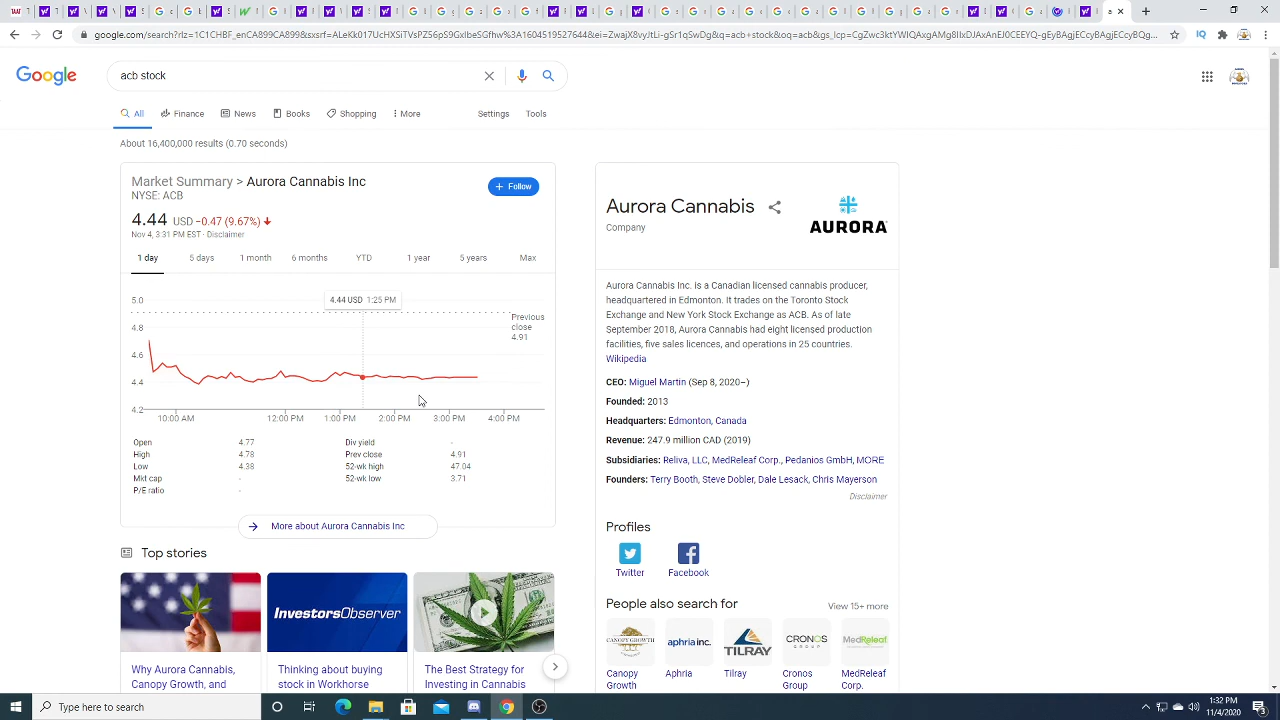 google.com/search?rlz=1C1CHBF_enCA899CA899&sxsrf=
acb stock
Google
All Finance News Books Shopping More Settings Tools
About 16,400,000 results (0.70 seconds)
Market Summary > Aurora Cannabis Inc
NYSE: ACB
+ Follow
4.44 USD −0.47 (9.67%)
Nov 4, 3:31 PM EST · Disclaimer
1 day 5 days 1 month 6 months YTD 1 year 5 years Max
4.44 USD 1:25 PM
5.0
4.8
4.6
4.4
4.2
Previous
close
4.91
10:00 AM 12:00 PM 1:00 PM 2:00 PM 3:00 PM 4:00 PM
Open 4.77 Div yield -
High 4.78 Prev close 4.91
Low 4.38 52-wk high 47.04
Mkt cap - 52-wk low 3.71
P/E ratio -
More about Aurora Cannabis Inc
Top stories
InvestorsObserver
Why Aurora Cannabis,
Canopy Growth, and
Thinking about buying
stock in Workhorse
The Best Strategy for
Investing in Cannabis
Aurora Cannabis
Company
AURORA
Aurora Cannabis Inc. is a Canadian licensed cannabis producer,
headquartered in Edmonton. It trades on the Toronto Stock
Exchange and New York Stock Exchange as ACB. As of late
September 2018, Aurora Cannabis had eight licensed production
facilities, five sales licences, and operations in 25 countries.
Wikipedia
CEO: Miguel Martin (Sep 8, 2020–)
Founded: 2013
Headquarters: Edmonton, Canada
Revenue: 247.9 million CAD (2019)
Subsidiaries: Reliva, LLC, MedReleaf Corp., Pedanios GmbH, MORE
Founders: Terry Booth, Steve Dobler, Dale Lesack, Chris Mayerson
Disclaimer
Profiles
Twitter Facebook
People also search for View 15+ more
CANOPY GROWTH aphria inc. TILRAY CRONOS GROUP MedReleaf
Canopy
Growth
Aphria
Tilray
Cronos
Group
MedReleaf
Corp.
Type here to search
1:32 PM
11/4/2020